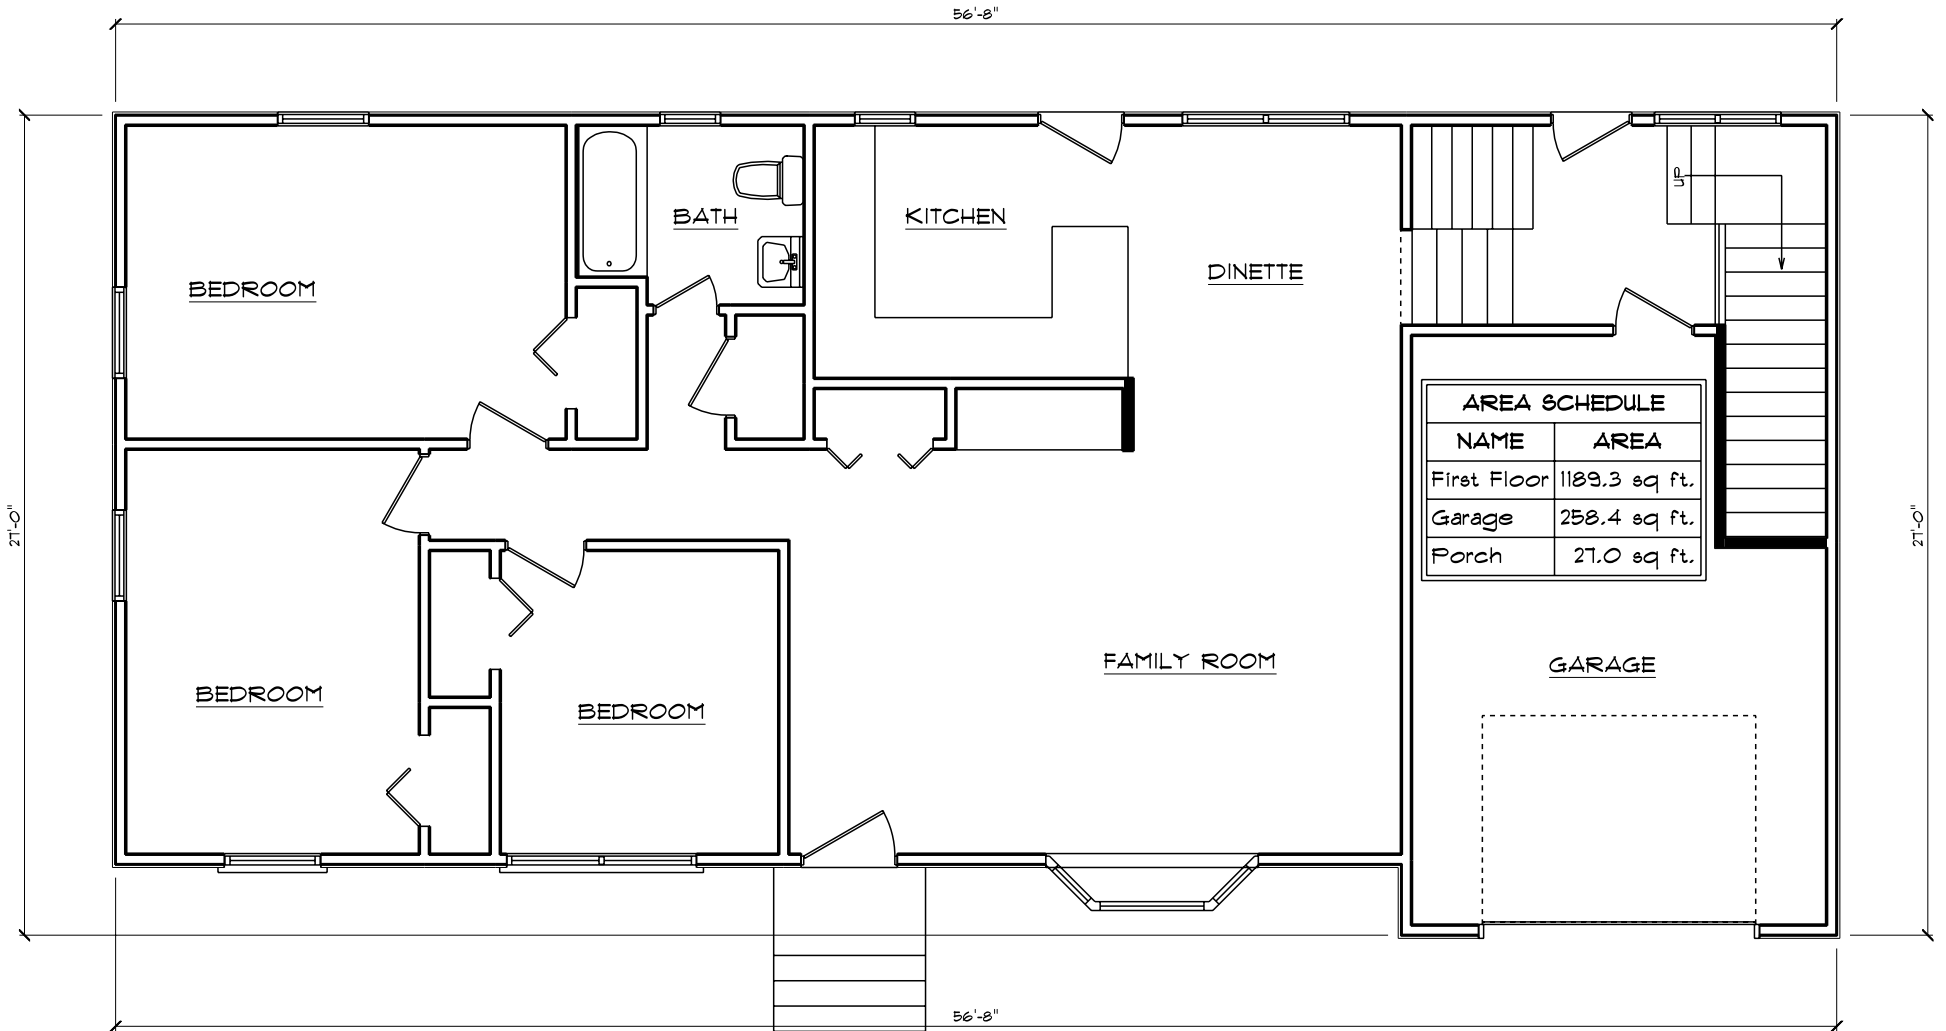 56'-8"
UP
BATH
KITCHEN
DINETTE
BEDROOM
AREA SCHEDULE
NAME AREA
First Floor 1189.3 sq ft.
Garage 258.4 sq ft.
Porch 27.0 sq ft.
27'-0"
27'-0"
FAMILY ROOM
GARAGE
BEDROOM
BEDROOM
56'-8"